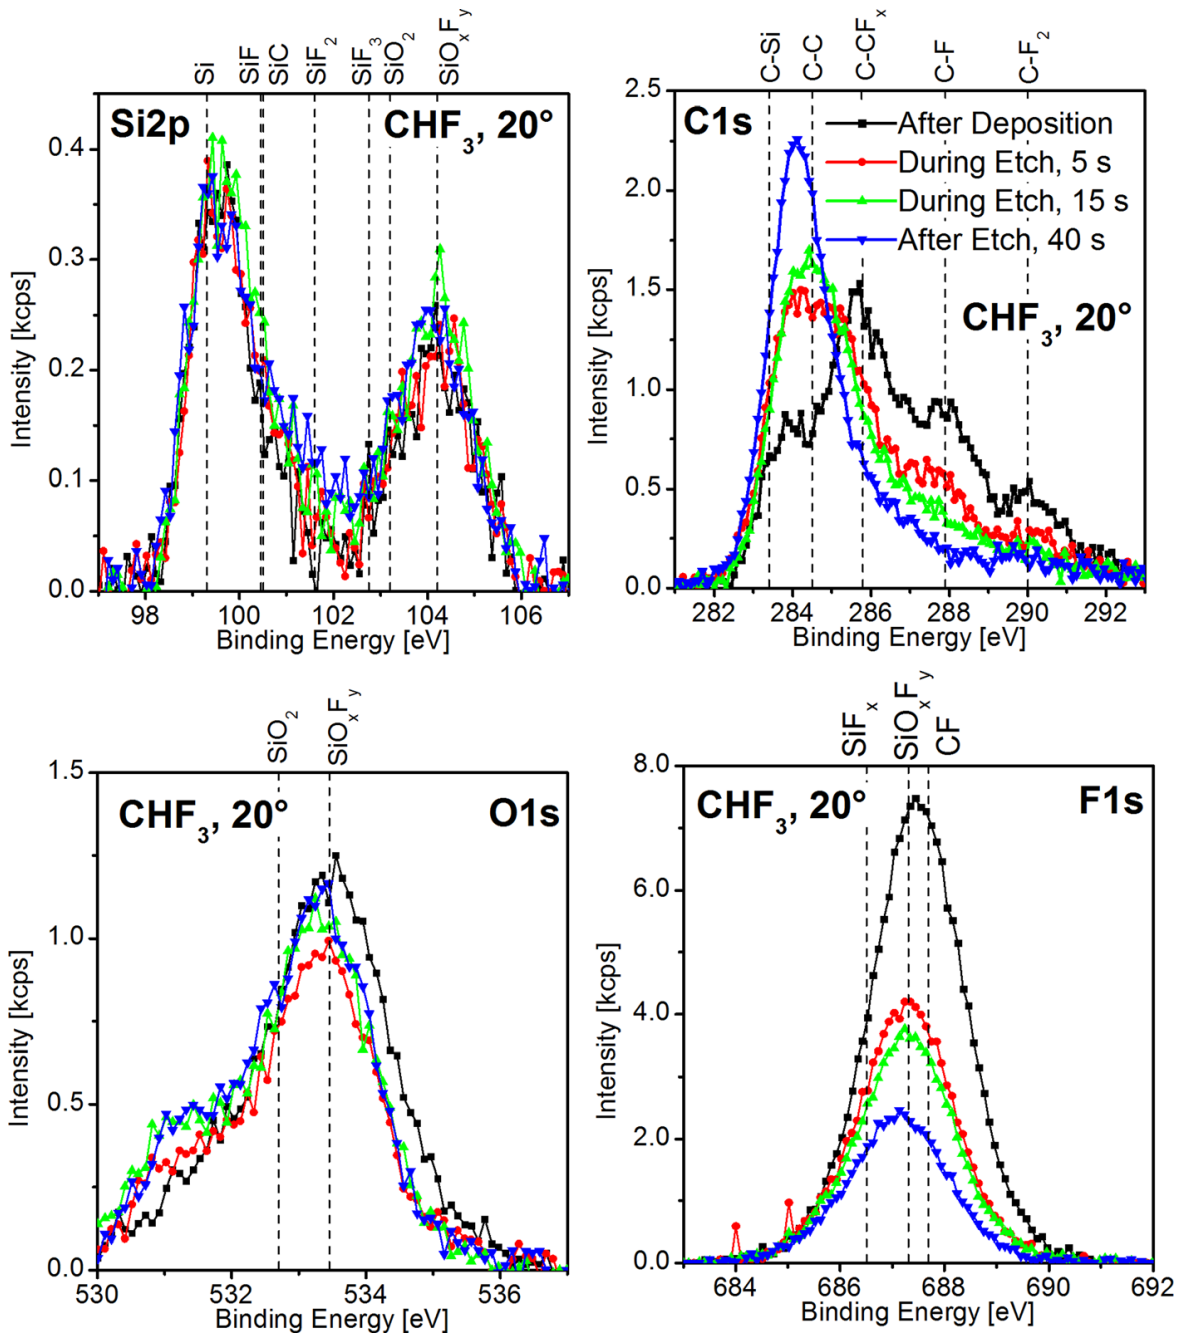 Si
SiF
SiC
SiF2
SiF3
SiO2
SiOxFy
Si2p
CHF3, 20°
0.4
0.3
0.2
0.1
0.0
Intensity [kcps]
98
100
102
104
106
Binding Energy [eV]
C-Si
C-C
C-CFx
C-F
C-F2
C1s
After Deposition
During Etch, 5 s
During Etch, 15 s
After Etch, 40 s
CHF3, 20°
2.5
2.0
1.5
1.0
0.5
0.0
Intensity [kcps]
282
284
286
288
290
292
Binding Energy [eV]
SiO2
SiOxFy
CHF3, 20°
O1s
1.5
1.0
0.5
0.0
Intensity [kcps]
530
532
534
536
Binding Energy [eV]
SiFx
SiOxFy
CF
CHF3, 20°
F1s
8.0
6.0
4.0
2.0
0.0
Intensity [kcps]
684
686
688
690
692
Binding Energy [eV]